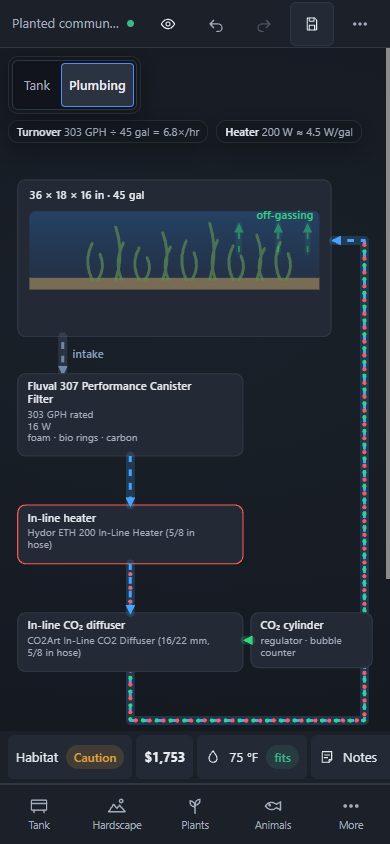 Planted commun...
Tank
Plumbing
Turnover 303 GPH ÷ 45 gal = 6.8×/hr
Heater 200 W ≈ 4.5 W/gal
36 × 18 × 16 in · 45 gal
off-gassing
intake
Fluval 307 Performance Canister
Filter
303 GPH rated
16 W
foam · bio rings · carbon
In-line heater
Hydor ETH 200 In-Line Heater (5/8 in
hose)
In-line CO₂ diffuser
CO2Art In-Line CO2 Diffuser (16/22 mm,
5/8 in hose)
CO₂ cylinder
regulator · bubble
counter
Habitat
Caution
$1,753
75 °F
fits
Notes
Tank
Hardscape
Plants
Animals
More